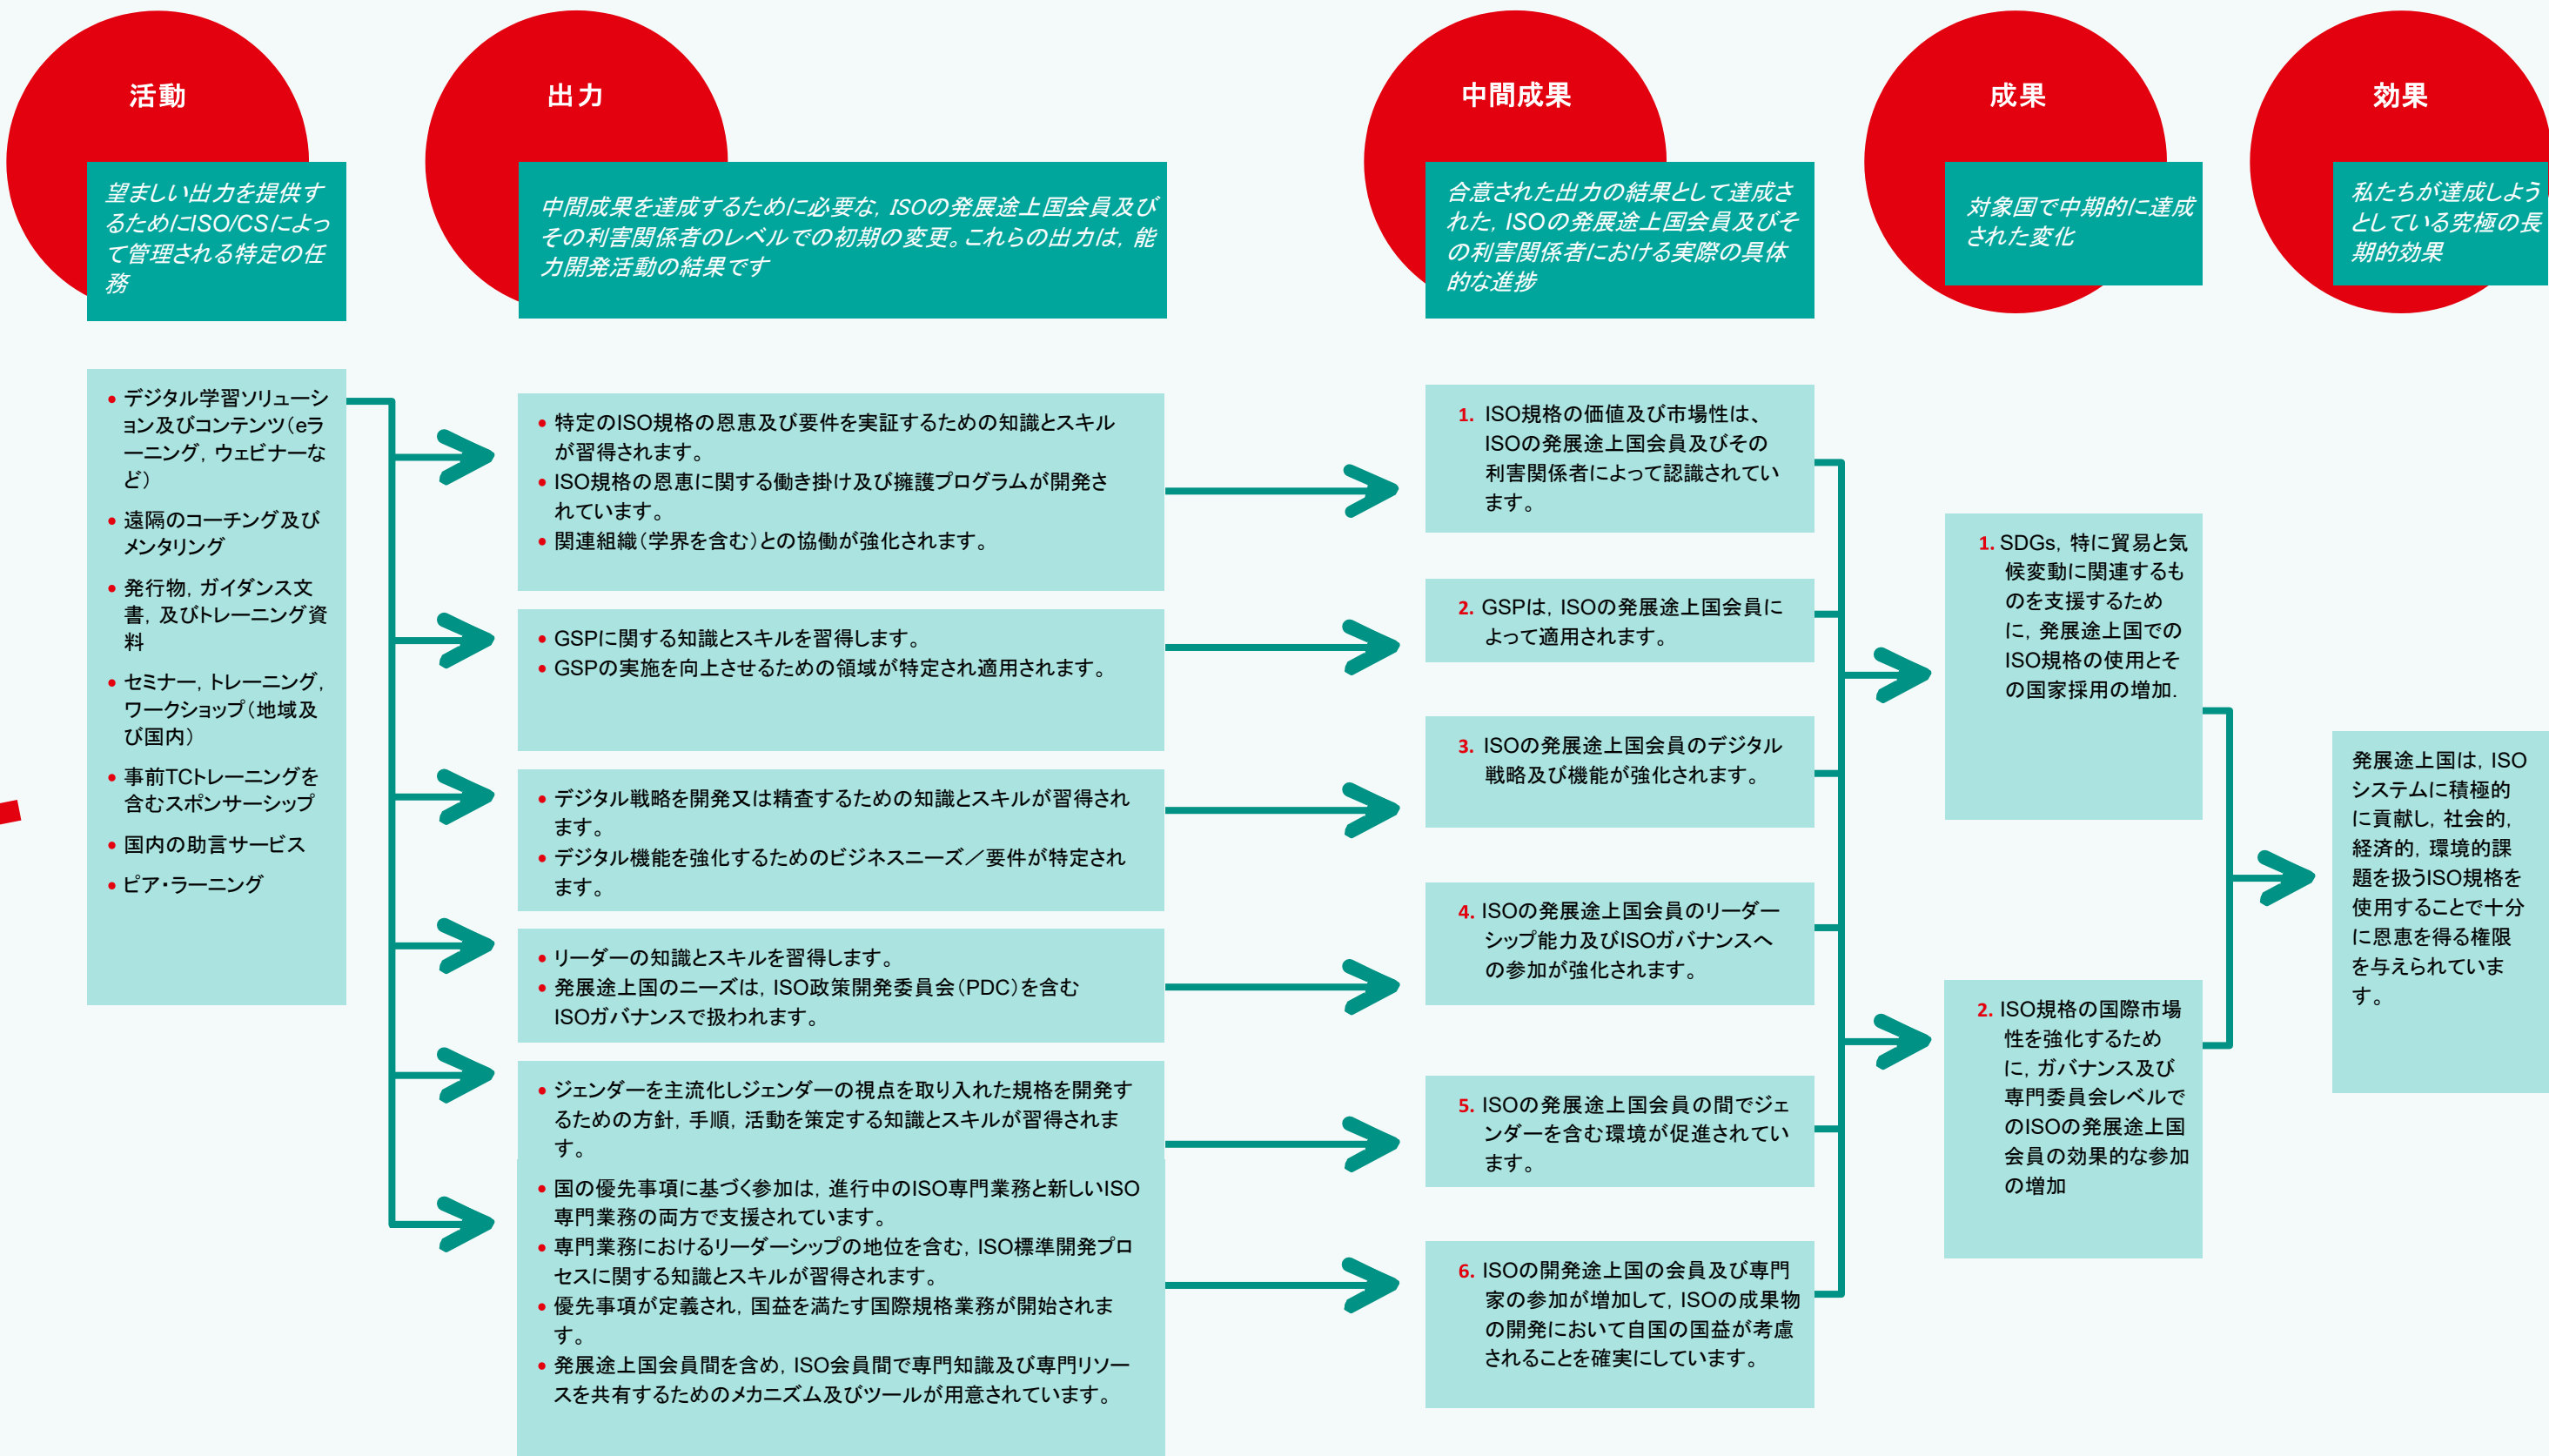 活動
望ましい出力を提供す
るためにISO/CSによっ
て管理される特定の任
務
出力
中間成果を達成するために必要な, ISOの発展途上国会員及び
その利害関係者のレベルでの初期の変更。これらの出力は, 能
力開発活動の結果です
中間成果
合意された出力の結果として達成さ
れた, ISOの発展途上国会員及びそ
の利害関係者における実際の具体
的な進捗
成果
対象国で中期的に達成
された変化
効果
私たちが達成しよう
としている究極の長
期的効果
• デジタル学習ソリューシ
ョン及びコンテンツ（eラ
ーニング, ウェビナーな
ど）
• 遠隔のコーチング及び
メンタリング
• 発行物, ガイダンス文
書, 及びトレーニング資
料
• セミナー, トレーニング,
ワークショップ（地域及
び国内）
• 事前TCトレーニングを
含むスポンサーシップ
• 国内の助言サービス
• ピア・ラーニング
• 特定のISO規格の恩恵及び要件を実証するための知識とスキル
が習得されます。
• ISO規格の恩恵に関する働き掛け及び擁護プログラムが開発さ
れています。
• 関連組織（学界を含む）との協働が強化されます。
• GSPに関する知識とスキルを習得します。
• GSPの実施を向上させるための領域が特定され適用されます。
• デジタル戦略を開発又は精査するための知識とスキルが習得され
ます。
• デジタル機能を強化するためのビジネスニーズ／要件が特定され
ます。
• リーダーの知識とスキルを習得します。
• 発展途上国のニーズは, ISO政策開発委員会（PDC）を含む
ISOガバナンスで扱われます。
• ジェンダーを主流化しジェンダーの視点を取り入れた規格を開発す
るための方針, 手順, 活動を策定する知識とスキルが習得されま
す。
• 国の優先事項に基づく参加は, 進行中のISO専門業務と新しいISO
専門業務の両方で支援されています。
• 専門業務におけるリーダーシップの地位を含む, ISO標準開発プロ
セスに関する知識とスキルが習得されます。
• 優先事項が定義され, 国益を満たす国際規格業務が開始されま
す。
• 発展途上国会員間を含め, ISO会員間で専門知識及び専門リソー
スを共有するためのメカニズム及びツールが用意されています。
1. ISO規格の価値及び市場性は、
ISOの発展途上国会員及びその
利害関係者によって認識されてい
ます。
2. GSPは, ISOの発展途上国会員に
よって適用されます。
3. ISOの発展途上国会員のデジタル
戦略及び機能が強化されます。
4. ISOの発展途上国会員のリーダー
シップ能力及びISOガバナンスへ
の参加が強化されます。
5. ISOの発展途上国会員の間でジェ
ンダーを含む環境が促進されてい
ます。
6. ISOの開発途上国の会員及び専門
家の参加が増加して, ISOの成果物
の開発において自国の国益が考慮
されることを確実にしています。
1. SDGs, 特に貿易と気
候変動に関連するも
のを支援するため
に, 発展途上国での
ISO規格の使用とそ
の国家採用の増加.
2. ISO規格の国際市場
性を強化するため
に, ガバナンス及び
専門委員会レベルで
のISOの発展途上国
会員の効果的な参加
の増加
発展途上国は, ISO
システムに積極的
に貢献し, 社会的,
経済的, 環境的課
題を扱うISO規格を
使用することで十分
に恩恵を得る権限
を与えられていま
す。